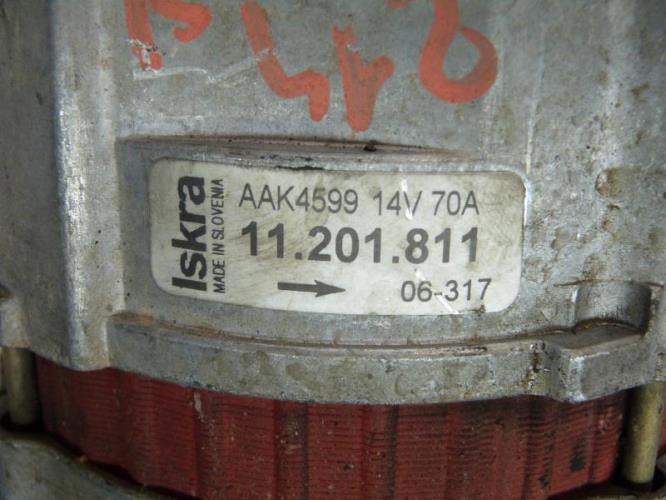 Iskra
MADE IN SLOVENIA
AAK4599 14V 70A
11.201.811
06-317